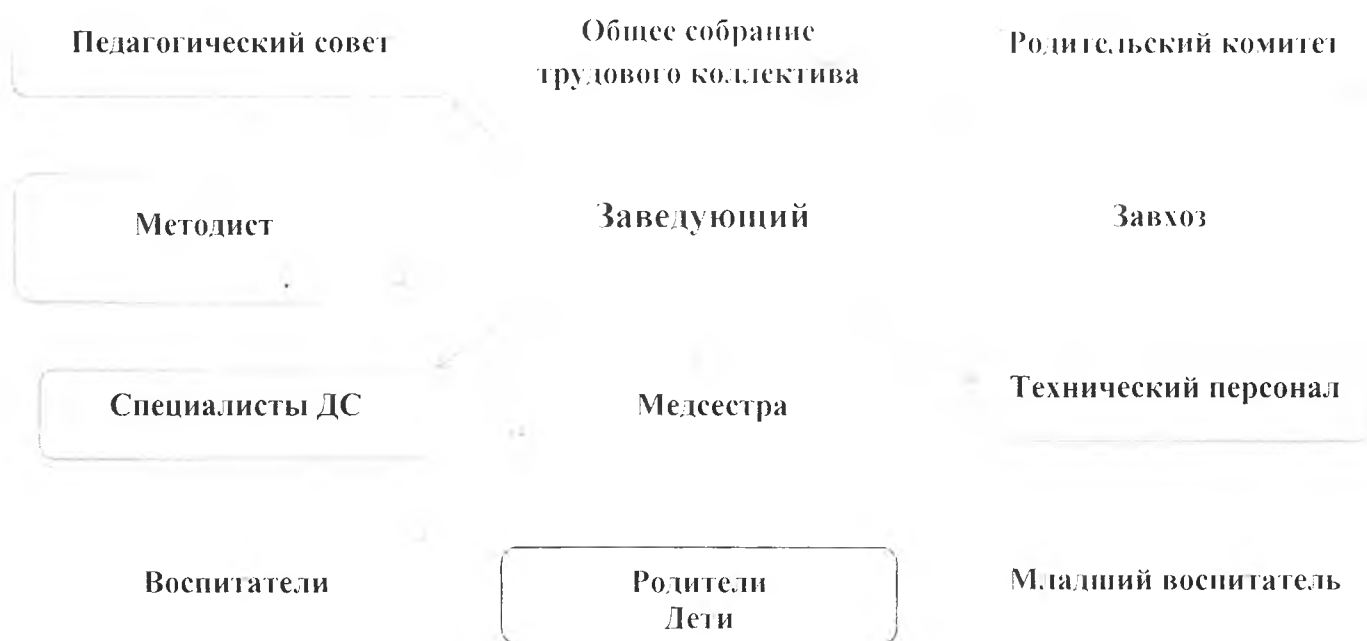 Педагогический совет
Общее собрание
трудового коллектива
Родительский комитет
Методист
Заведующий
Завхоз
Специалисты ДС
Медсестра
Технический персонал
Воспитатели
Родители
Дети
Младший воспитатель